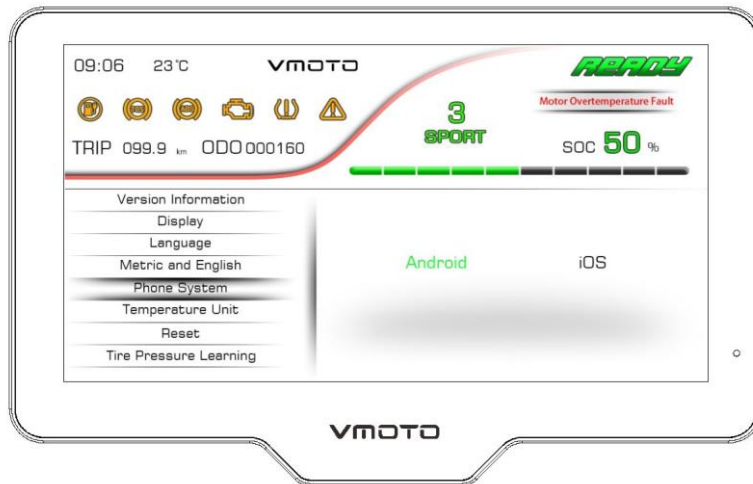 09:06 23℃ VMOTO READY
Motor Overtemperature Fault
3
SPORT
TRIP 099.9 km ODO 000160
SOC 50 %
Version Information
Display
Language
Metric and English
Phone System
Temperature Unit
Reset
Tire Pressure Learning
Android iOS
VMOTO